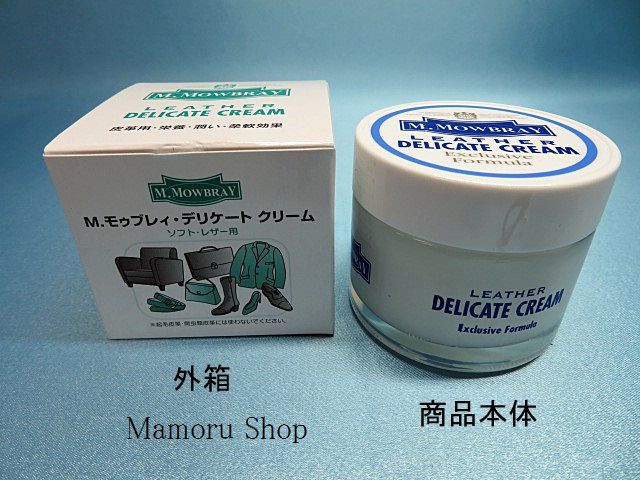 M.MOWBRAY
LEATHER
DELICATE CREAM
皮革用・栄養・潤い・柔軟効果
M.MOWBRAY
M.モゥブレィ・デリケート クリーム
ソフト・レザー用
※起毛皮革・爬虫類皮革には使わないでください。
外箱
Mamoru Shop
M.MOWBRAY
LEATHER
DELICATE CREAM
Exclusive
Formula
LEATHER
DELICATE CREAM
Exclusive Formula
商品本体